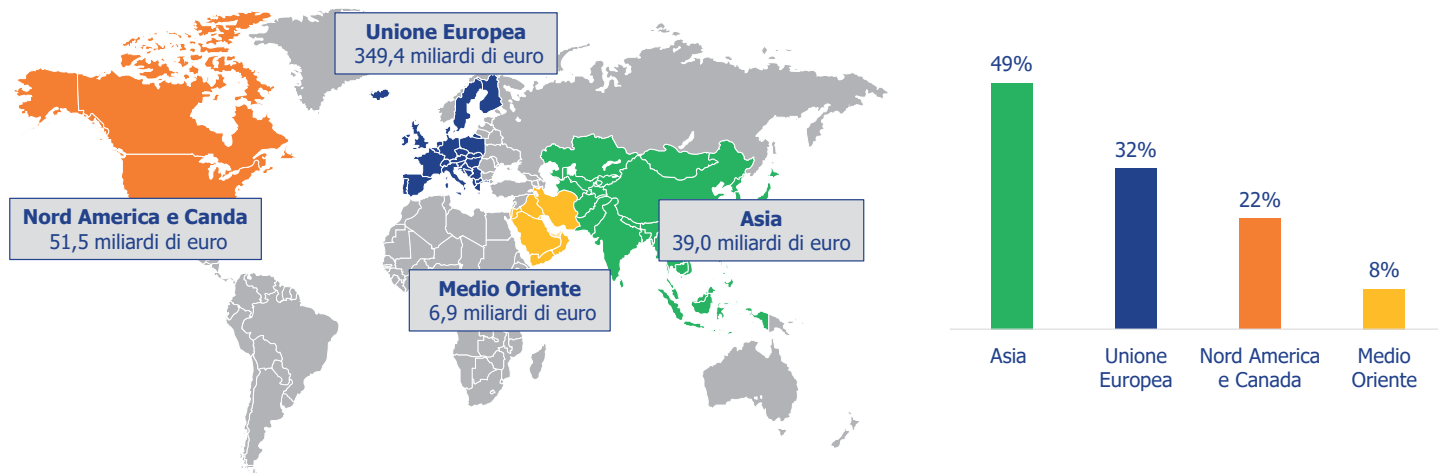 Unione Europea
349,4 miliardi di euro
Nord America e Canda
51,5 miliardi di euro
Asia
39,0 miliardi di euro
Medio Oriente
6,9 miliardi di euro
49%
32%
22%
8%
Asia
Unione
Europea
Nord America
e Canada
Medio
Oriente